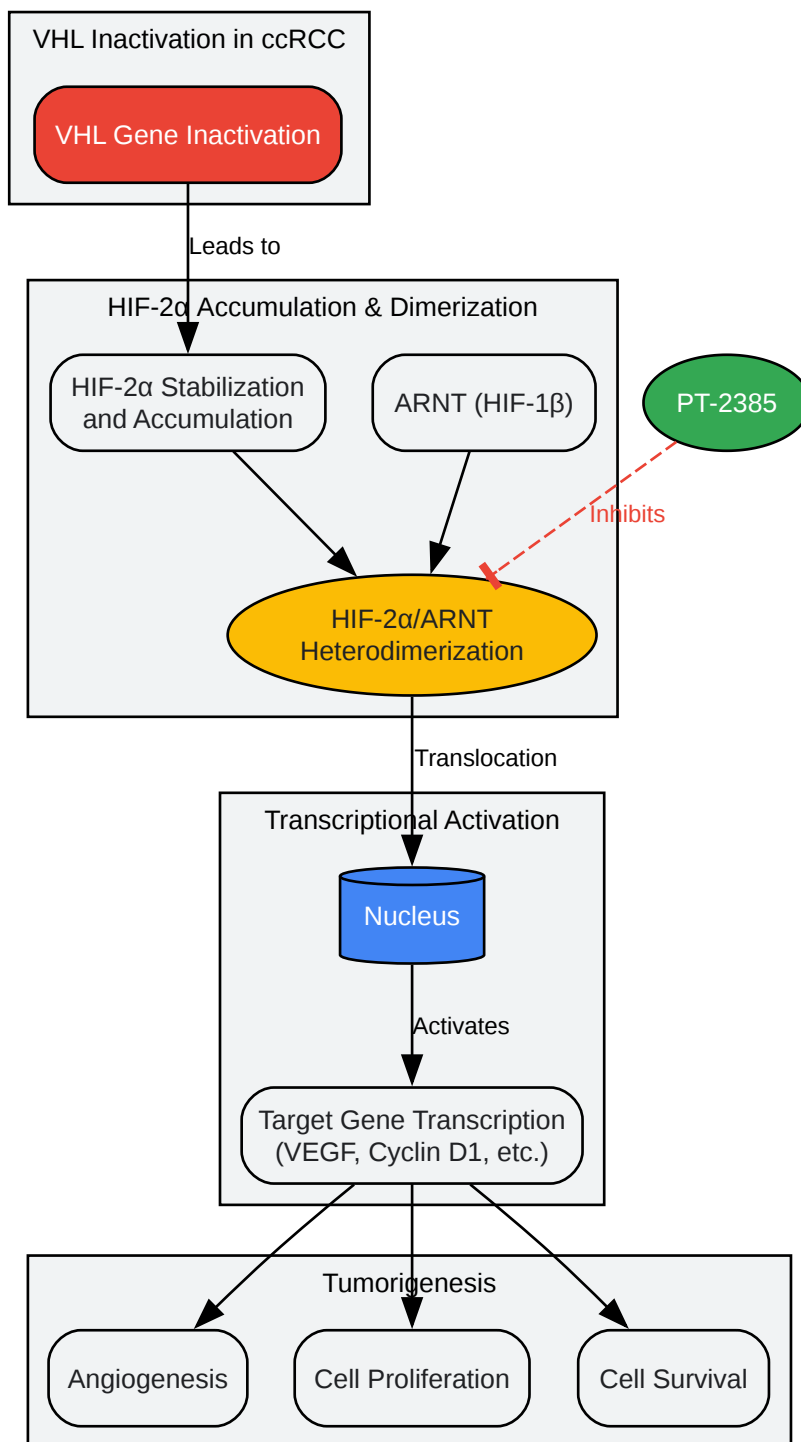 VHL Inactivation in ccRCC
VHL Gene Inactivation
Leads to
HIF-2α Accumulation & Dimerization
HIF-2α Stabilization
and Accumulation
ARNT (HIF-1β)
PT-2385
Inhibits
HIF-2α/ARNT
Heterodimerization
Translocation
Transcriptional Activation
Nucleus
Activates
Target Gene Transcription
(VEGF, Cyclin D1, etc.)
Tumorigenesis
Angiogenesis
Cell Proliferation
Cell Survival